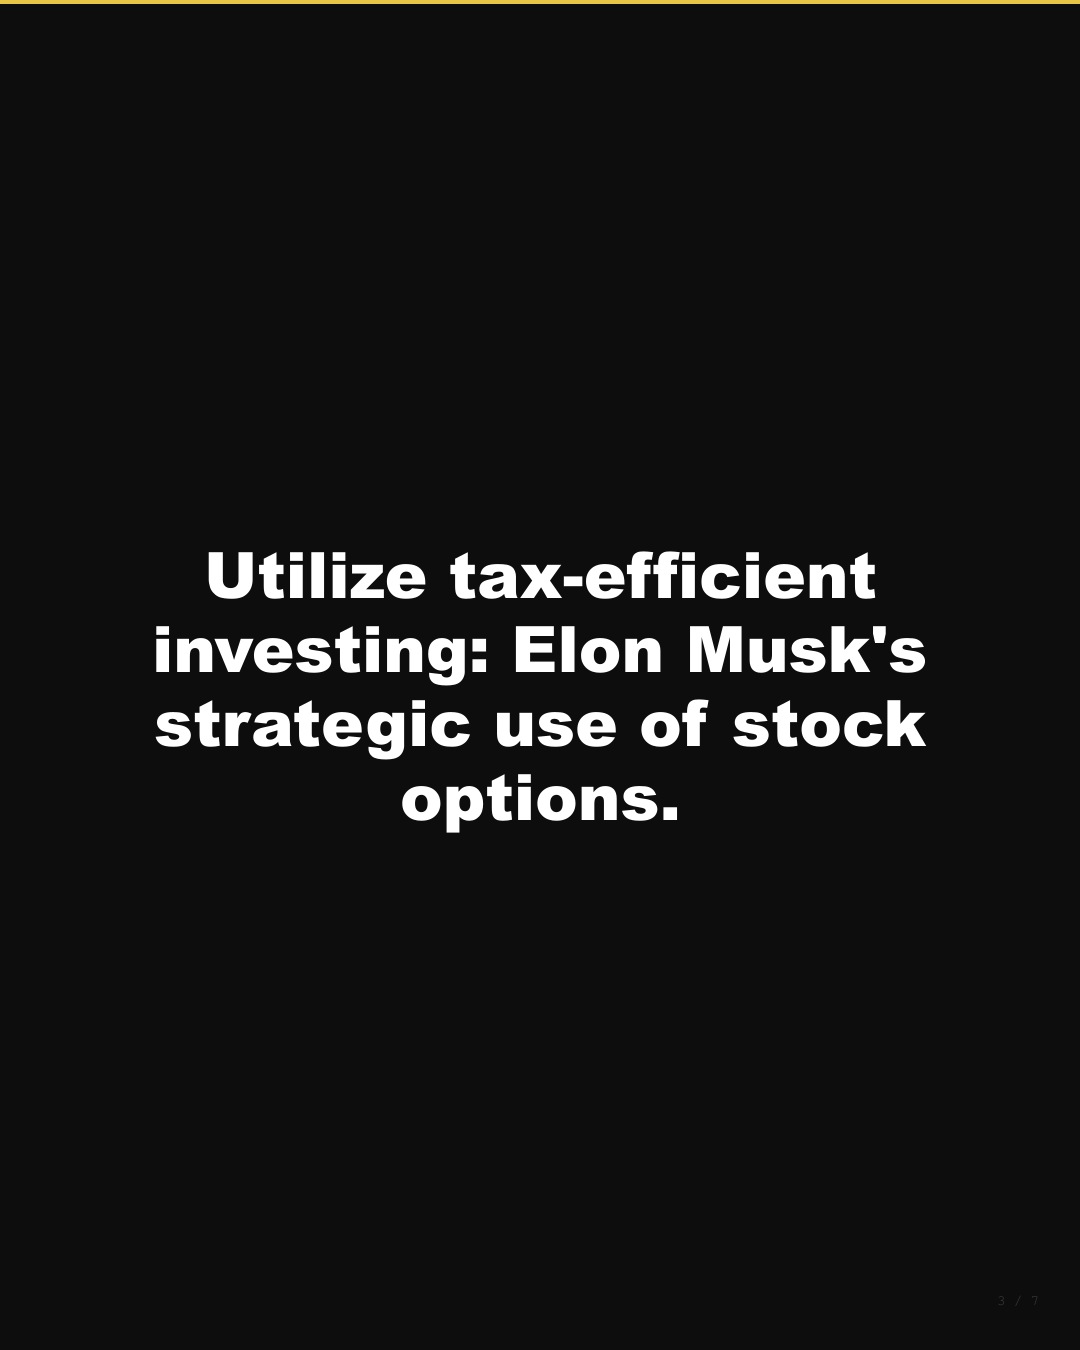 Utilize tax-efficient
investing: Elon Musk's
strategic use of stock
options.
3 / 7